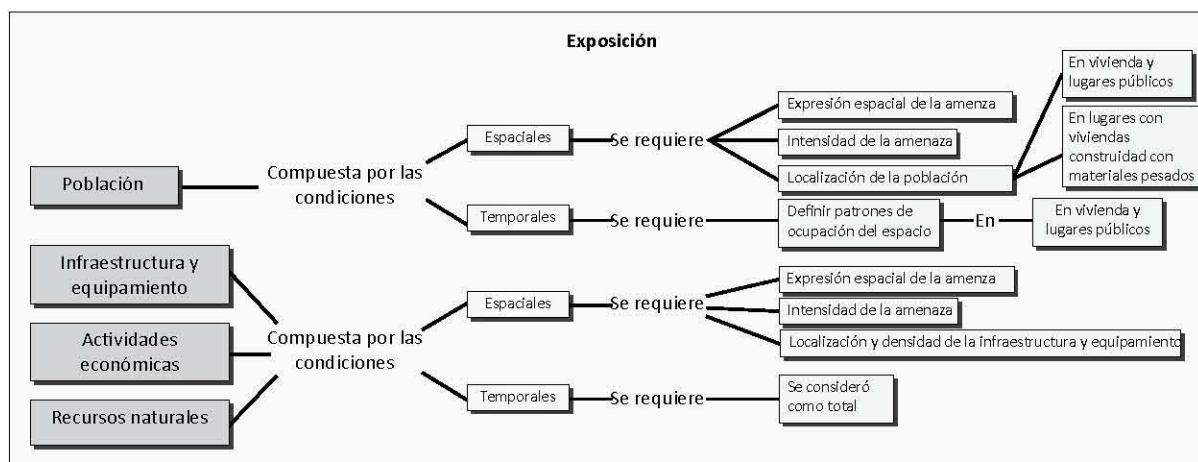 Exposición
En vivienda y
lugares públicos
Expresión espacial de la amenza
En lugares con
viviendas
construidad con
materiales pesados
Espaciales
Se requiere
Intensidad de la amenaza
Localización de la población
Población
Compuesta por las
condiciones
Temporales
Se requiere
Definir patrones de
ocupación del espacio
En
En vivienda y
lugares públicos
Infraestructura y
equipamiento
Expresión espacial de la amenza
Espaciales
Se requiere
Intensidad de la amenaza
Actividades
económicas
Compuesta por las
condiciones
Localización y densidad de la infraestructura y equipamiento
Temporales
Se requiere
Se consideró
como total
Recursos naturales